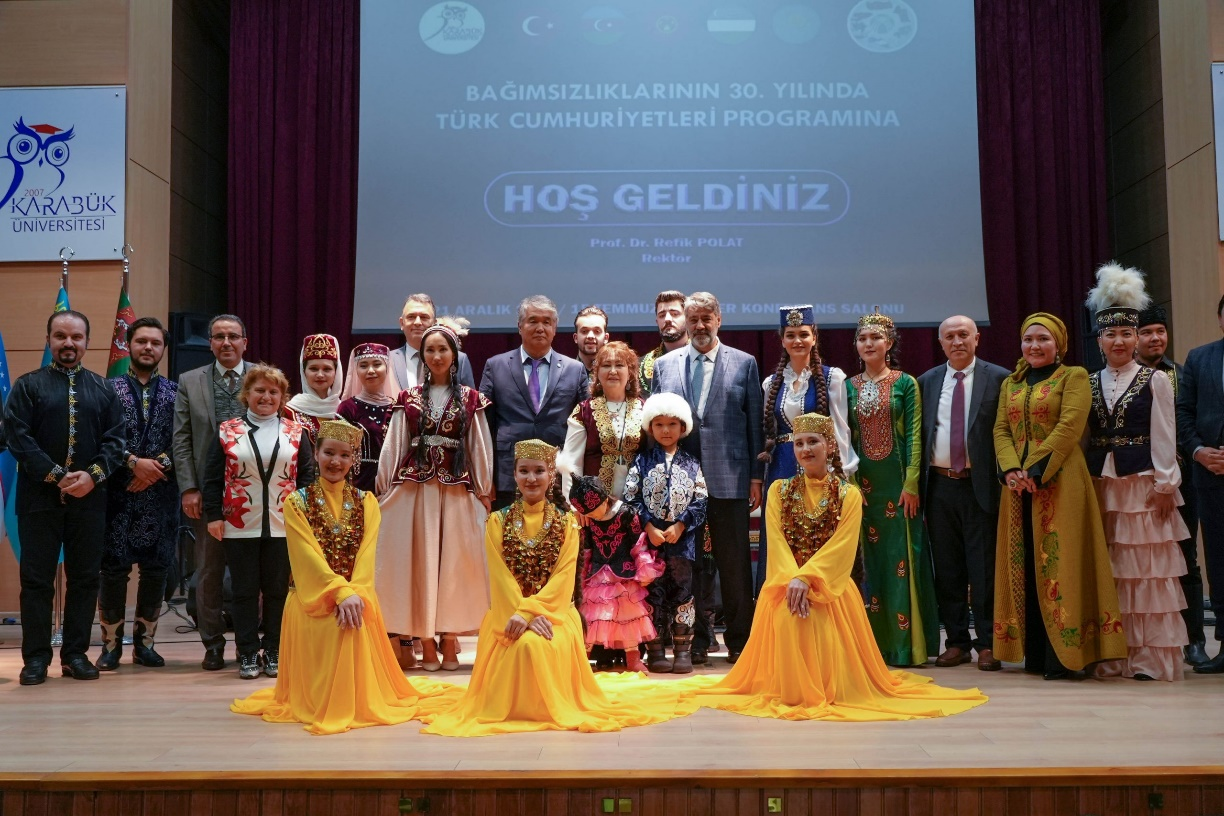 BAĞIMSIZLIKLARININ 30. YILINDA
TÜRK CUMHURİYETLERİ PROGRAMINA
HOŞ GELDİNİZ
Prof. Dr. Refik POLAT
Rektör
ARALIK
KARABÜK
ÜNİVERSİTESİ
2007